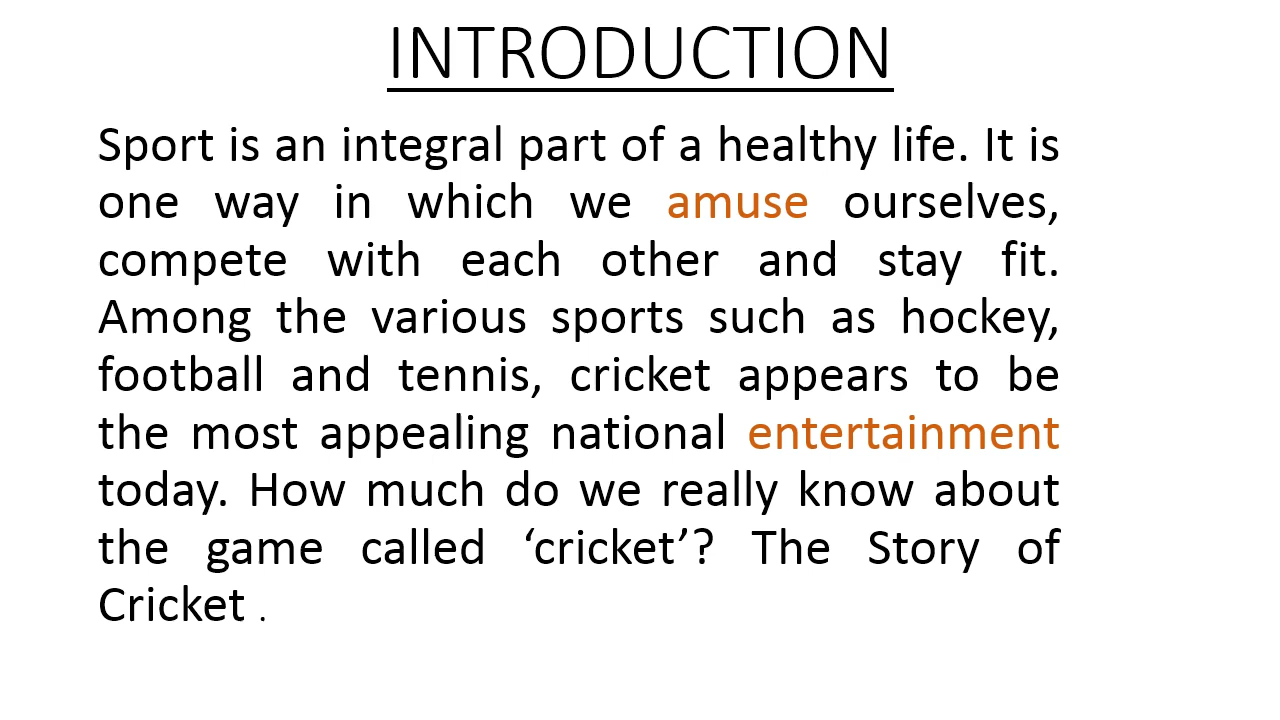 INTRODUCTION
Sport is an integral part of a healthy life. It is
one way in which we amuse ourselves,
compete with each other and stay fit.
Among the various sports such as hockey,
football and tennis, cricket appears to be
the most appealing national entertainment
today. How much do we really know about
the game called ‘cricket’? The Story of
Cricket .